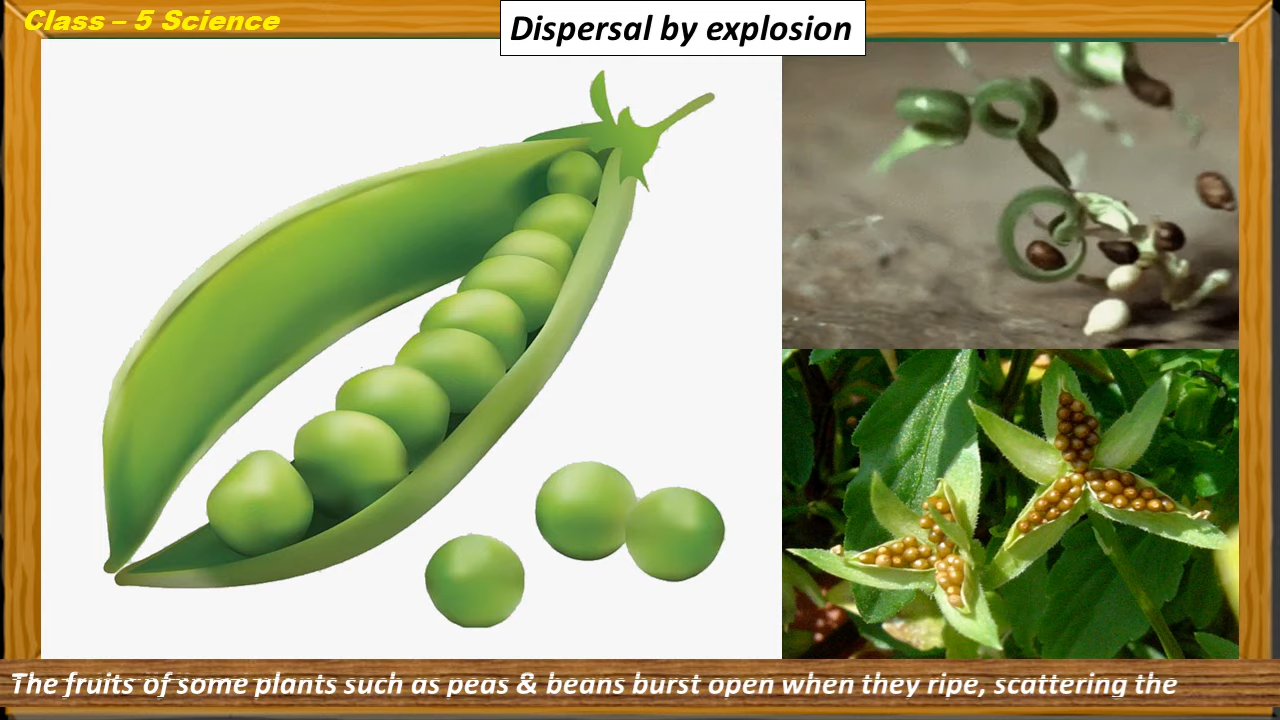 Class – 5 Science
Dispersal by explosion
The fruits of some plants such as peas & beans burst open when they ripe, scattering the